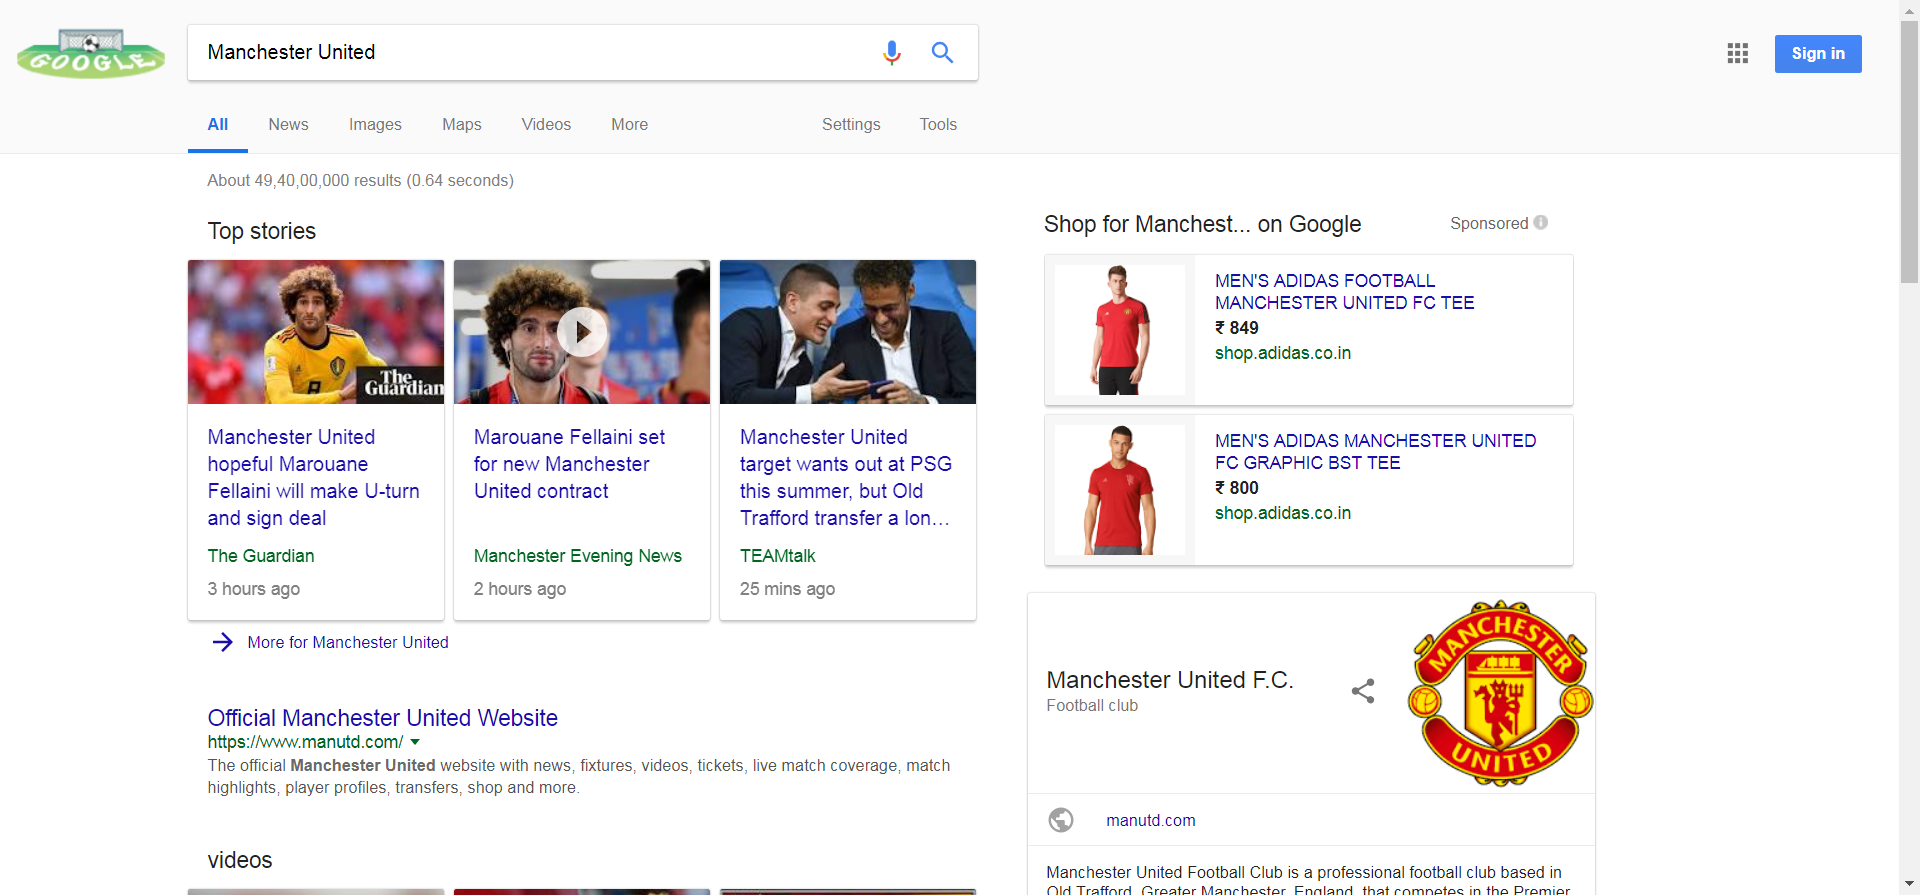 GOOGLE
Manchester United
Sign in
All
News
Images
Maps
Videos
More
Settings
Tools
About 49,40,00,000 results (0.64 seconds)
Top stories
The
Guardian
Manchester United
hopeful Marouane
Fellaini will make U-turn
and sign deal
The Guardian
3 hours ago
Marouane Fellaini set
for new Manchester
United contract
Manchester Evening News
2 hours ago
Manchester United
target wants out at PSG
this summer, but Old
Trafford transfer a lon...
TEAMtalk
25 mins ago
More for Manchester United
Official Manchester United Website
https://www.manutd.com/
The official Manchester United website with news, fixtures, videos, tickets, live match coverage, match
highlights, player profiles, transfers, shop and more.
videos
Shop for Manchest... on Google
Sponsored
MEN'S ADIDAS FOOTBALL
MANCHESTER UNITED FC TEE
₹ 849
shop.adidas.co.in
MEN'S ADIDAS MANCHESTER UNITED
FC GRAPHIC BST TEE
₹ 800
shop.adidas.co.in
Manchester United F.C.
Football club
MANCHESTER
UNITED
manutd.com
Manchester United Football Club is a professional football club based in
Old Trafford, Greater Manchester, England, that competes in the Premier